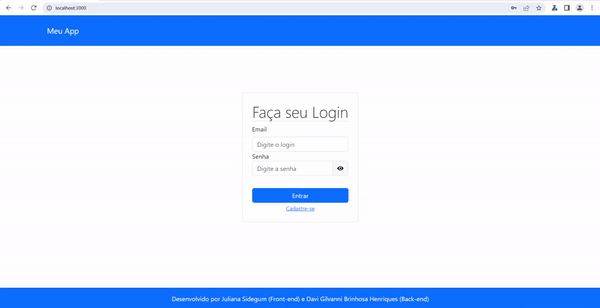 localhost:3000
Meu App
Faça seu Login
Email
Digite o login
Senha
Digite a senha
Entrar
Cadastre-se
Desenvolvido por Juliana Sidegum (Front-end) e Davi Gilvanni Brinhosa Henriques (Back-end)